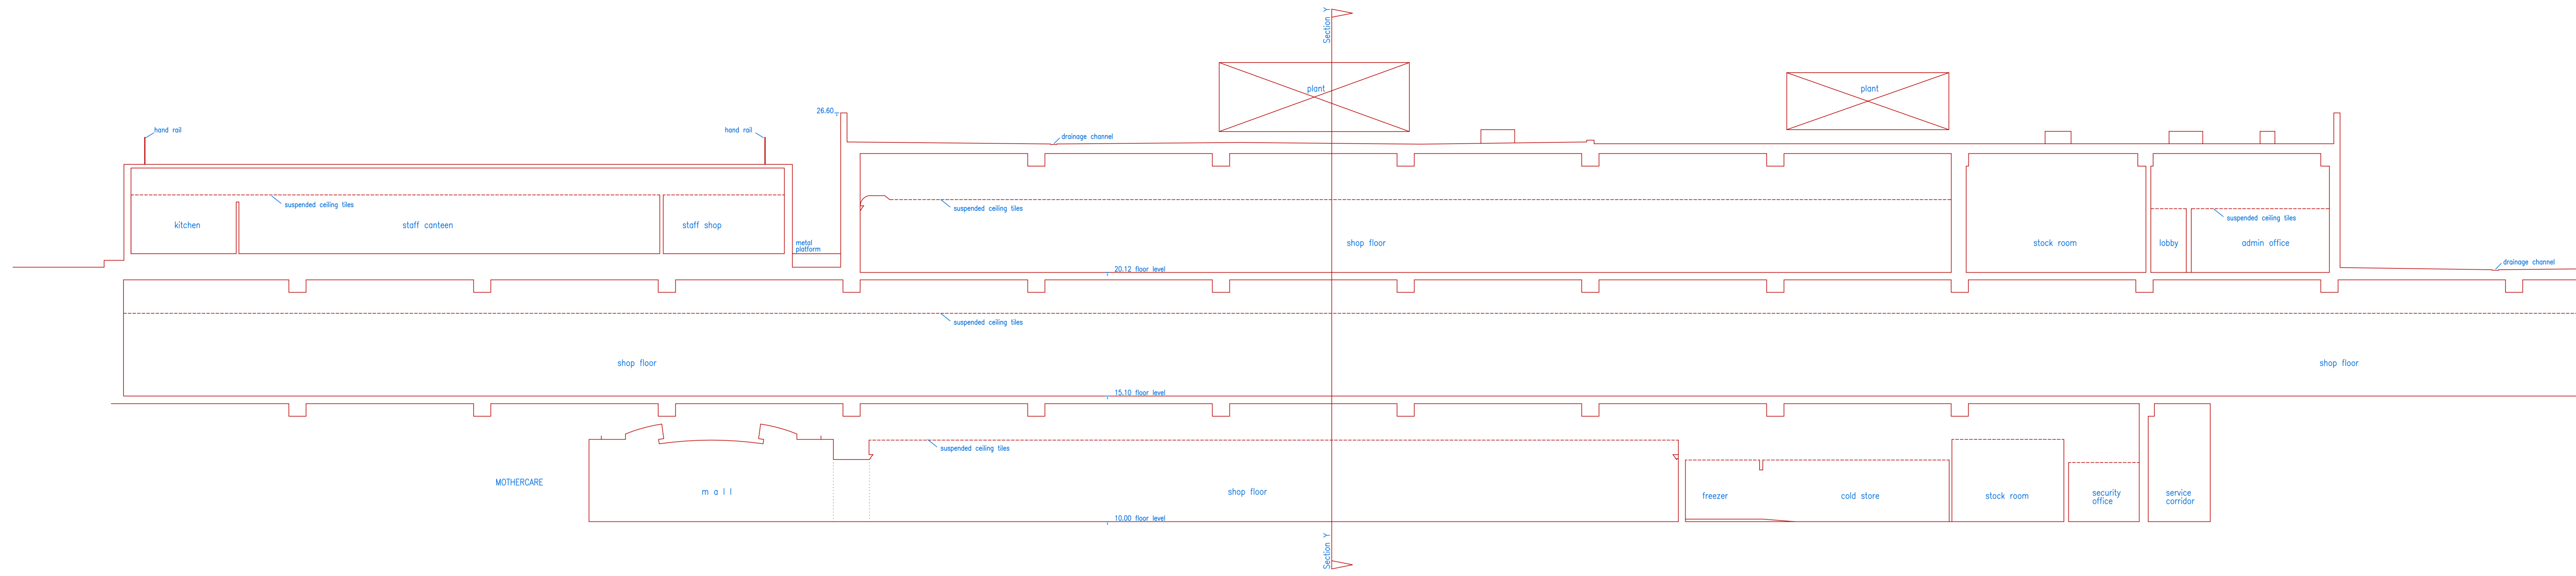 Section Y
plant
plant
26.60
hand rail
hand rail
drainage channel
suspended ceiling tiles
suspended ceiling tiles
suspended ceiling tiles
kitchen
staff canteen
staff shop
metal
platform
shop floor
stock room
lobby
admin office
drainage channel
20.12 floor level
suspended ceiling tiles
shop floor
shop floor
15.10 floor level
suspended ceiling tiles
MOTHERCARE
m a l l
shop floor
freezer
cold store
stock room
security
office
service
corridor
10.00 floor level
Section Y